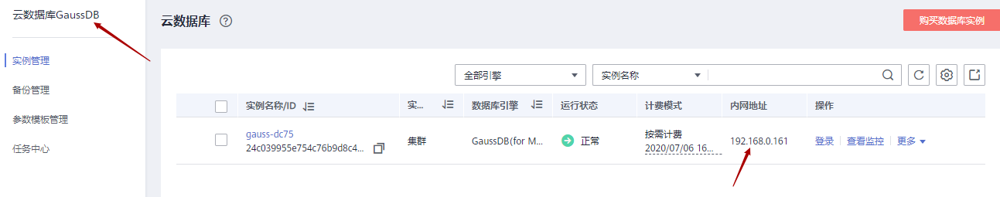 云数据库GaussDB
云数据库
购买数据库实例
实例管理
备份管理
参数模板管理
任务中心
全部引擎
实例名称
实例名称/ID 实... 数据库引擎 运行状态 计费模式 内网地址 操作
gauss-dc75
24c039955e754c76b9d8c4...
集群
GaussDB(for M...
正常
按需计费
2020/07/06 16...
192.168.0.161
登录 查看监控 更多